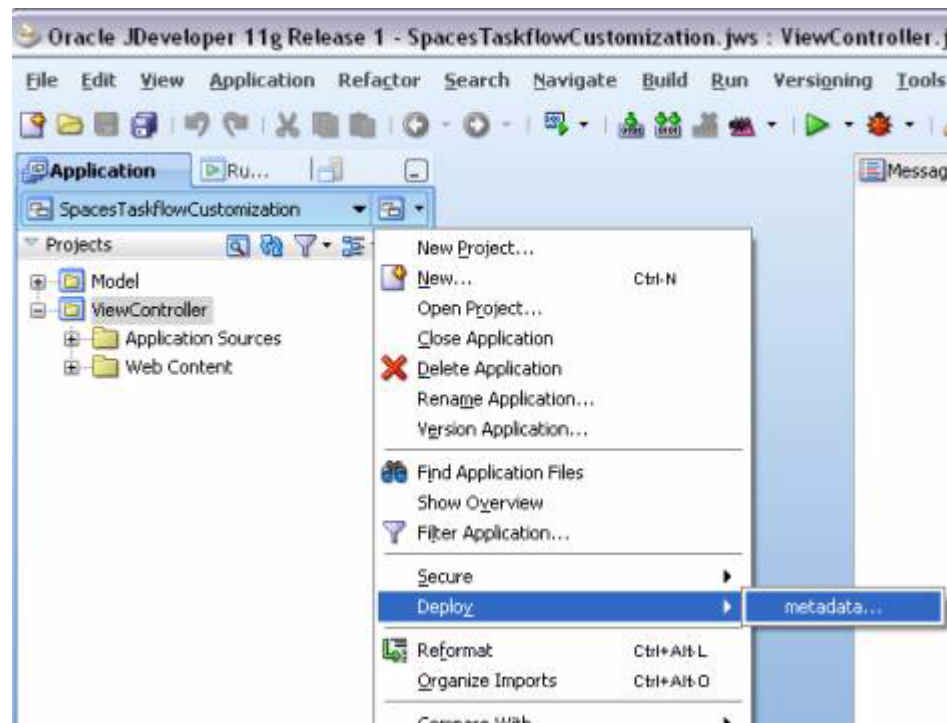 Oracle JDeveloper 11g Release 1 - SpacesTaskflowCustomization.jws : ViewController.j
File Edit View Application Refactor Search Navigate Build Run Versioning Tools
Application Ru... Messag
SpacesTaskflowCustomization
Projects
Model
ViewController
Application Sources
Web Content
New Project...
New... Ctrl-N
Open Project...
Close Application
Delete Application
Rename Application...
Version Application...
Find Application Files
Show Overview
Filter Application...
Secure
Deploy metadata...
Reformat Ctrl+Alt-L
Organize Imports Ctrl+Alt-O
Compare With